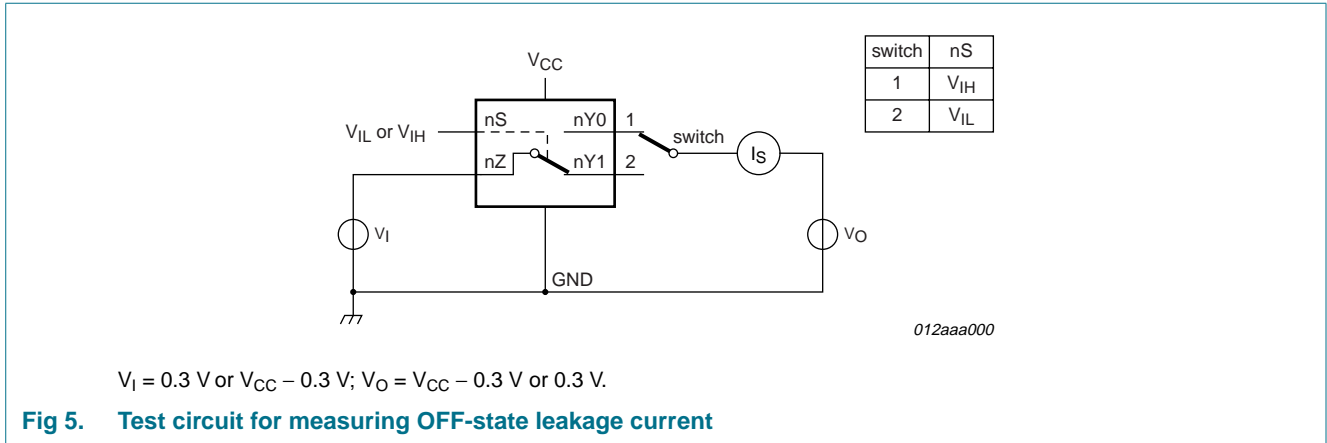 switch nS
1 VIH
2 VIL
VCC
VIL or VIH
nS
nY0
1
switch
IS
nZ
nY1
2
VI
VO
GND
012aaa000
VI = 0.3 V or VCC − 0.3 V; VO = VCC − 0.3 V or 0.3 V.
Fig 5. Test circuit for measuring OFF-state leakage current